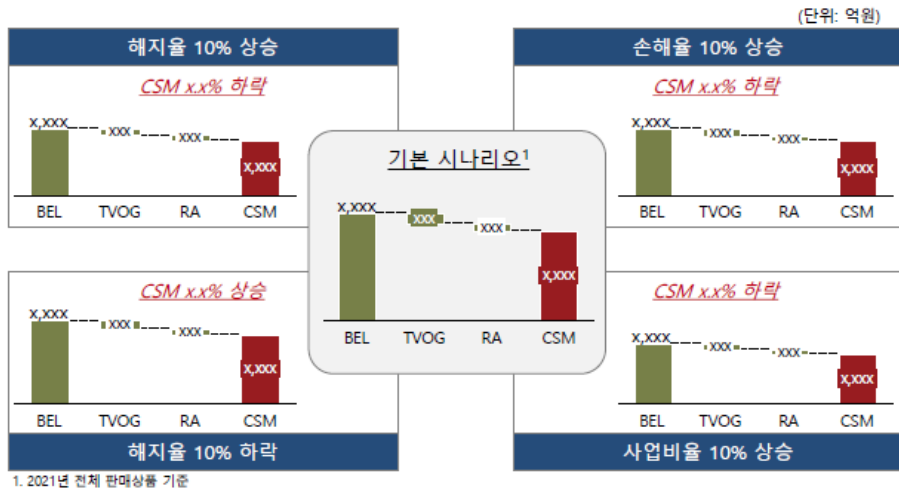 (단위: 억원)
해지율 10% 상승
CSM x.x% 하락
x,xxx
xxx
xxx
x,xxx
BEL TVOG RA CSM
손해율 10% 상승
CSM x.x% 하락
x,xxx
xxx
xxx
x,xxx
BEL TVOG RA CSM
기본 시나리오¹
x,xxx
xxx
xxx
x,xxx
BEL TVOG RA CSM
CSM x.x% 상승
x,xxx
xxx
xxx
x,xxx
BEL TVOG RA CSM
해지율 10% 하락
CSM x.x% 하락
x,xxx
xxx
xxx
x,xxx
BEL TVOG RA CSM
사업비율 10% 상승
1. 2021년 전체 판매상품 기준